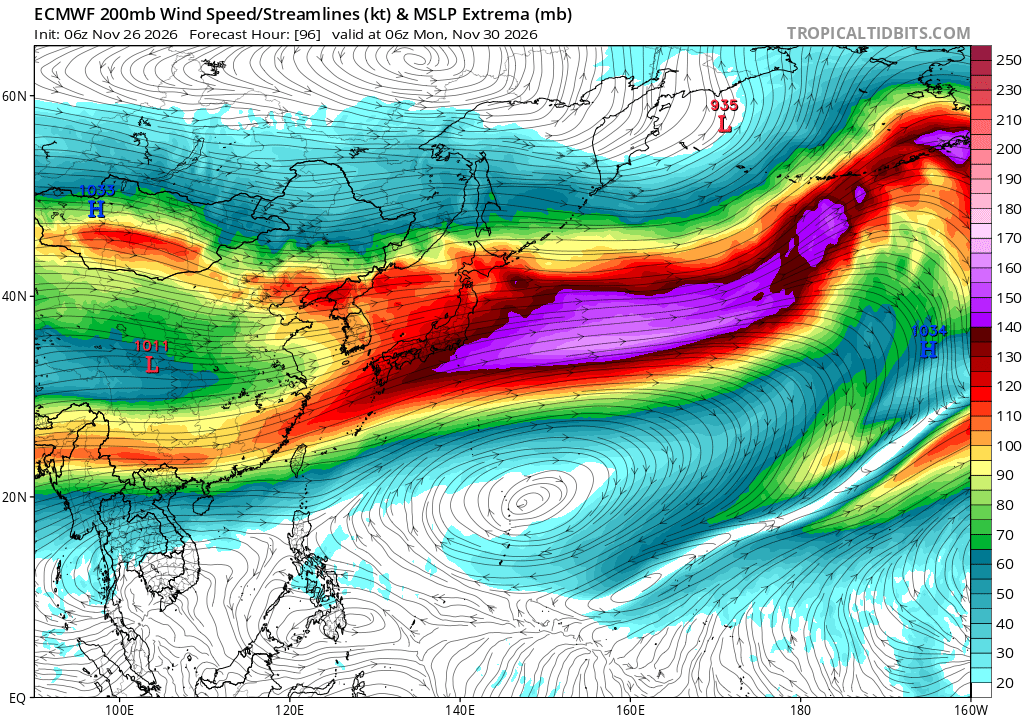 ECMWF 200mb Wind Speed/Streamlines (kt) & MSLP Extrema (mb)
Init: 06z Nov 26 2026   Forecast Hour: [96]   valid at 06z Mon, Nov 30 2026
TROPICALTIDBITS.COM
60N
40N
20N
EQ
935
L
1033
H
1011
L
1034
H
250
230
220
210
200
190
180
170
160
150
140
130
120
110
100
90
80
70
60
50
40
30
20
100E
120E
140E
160E
180
160W